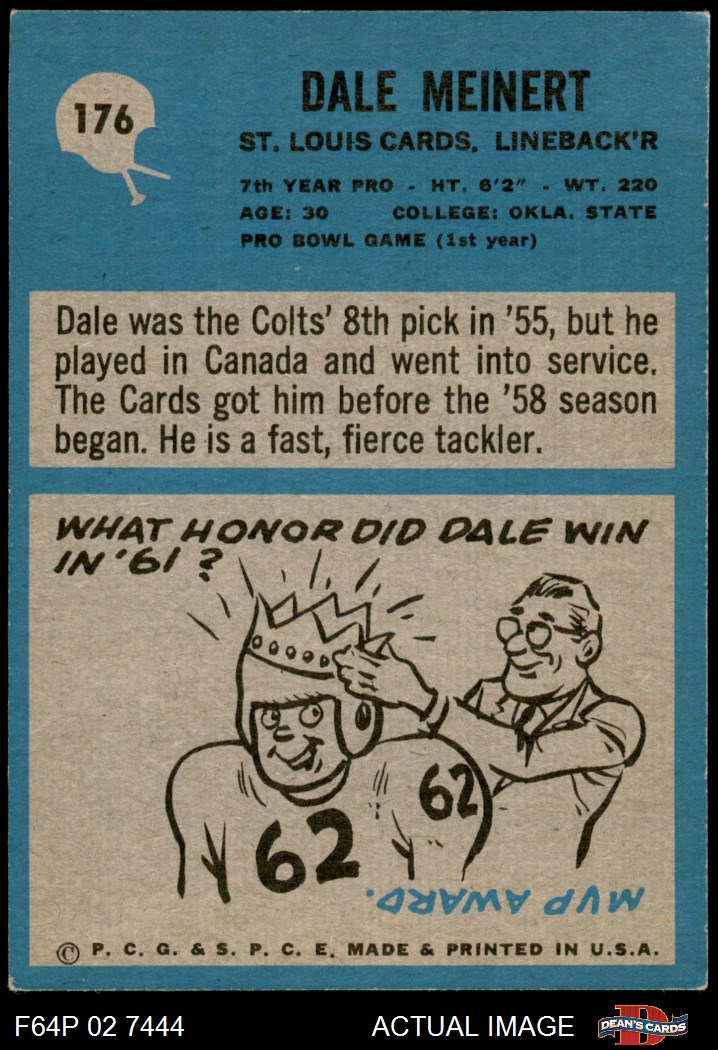 176
DALE MEINERT
ST. LOUIS CARDS, LINEBACK'R
7th YEAR PRO - HT. 6'2" - WT. 220
AGE: 30 COLLEGE: OKLA. STATE
PRO BOWL GAME (1st year)
Dale was the Colts' 8th pick in '55, but he
played in Canada and went into service.
The Cards got him before the '58 season
began. He is a fast, fierce tackler.
WHAT HONOR DID DALE WIN
IN '61?
62
62
MVP AWARD.
© P. C. G. & S. P. C. E. MADE & PRINTED IN U.S.A.
F64P 02 7444 ACTUAL IMAGE
D
DEAN'S CARDS